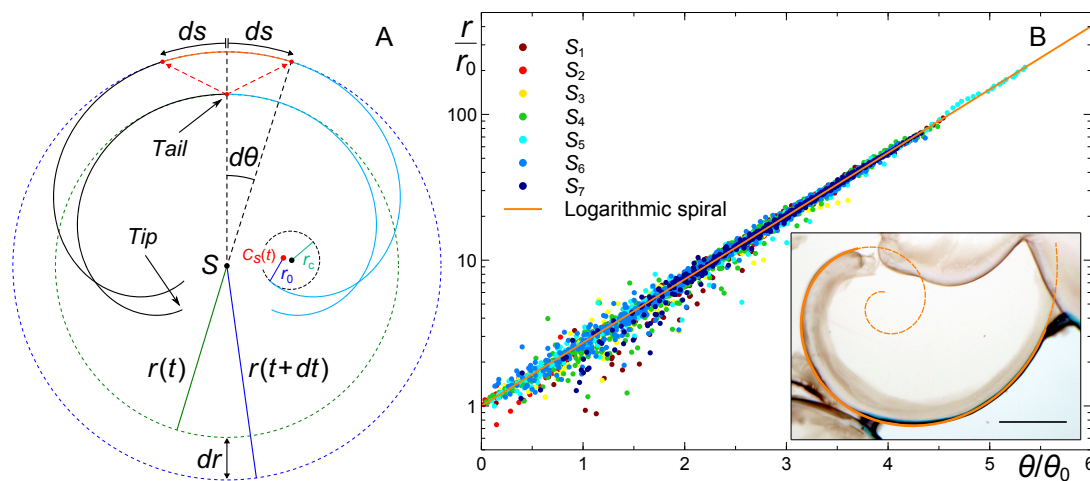 ds
ds
A
Tail
dθ
Tip
S
C_S(t)
r_0
r_c
r(t)
r(t+dt)
dr
r
r_0
B
S_1
S_2
S_3
S_4
S_5
S_6
S_7
Logarithmic spiral
100
10
1
0 1 2 3 4 5 6
θ/θ_0